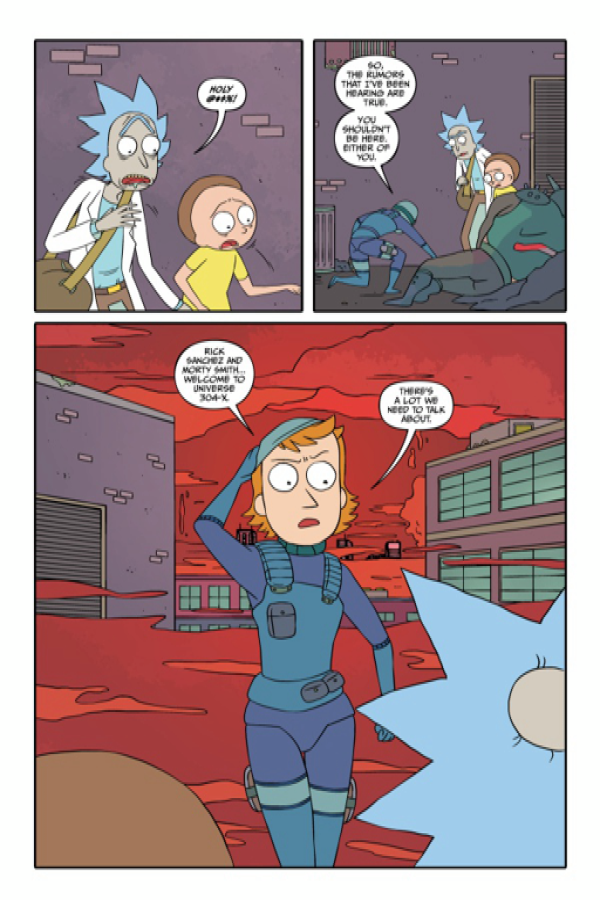 HOLY
@##%!
SO,
THE RUMORS
THAT I'VE BEEN
HEARING ARE
TRUE.
YOU
SHOULDN'T
BE HERE.
EITHER OF
YOU.
RICK
SANCHEZ AND
MORTY SMITH...
WELCOME TO
UNIVERSE
304-X.
THERE'S
A LOT WE
NEED TO TALK
ABOUT.